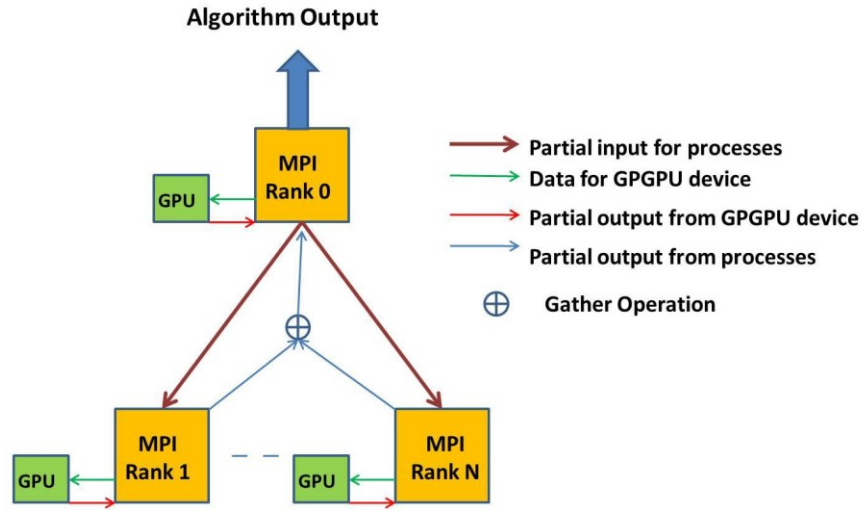 Algorithm Output
MPI
Rank 0
GPU
Partial input for processes
Data for GPGPU device
Partial output from GPGPU device
Partial output from processes
Gather Operation
MPI
Rank 1
GPU
MPI
Rank N
GPU